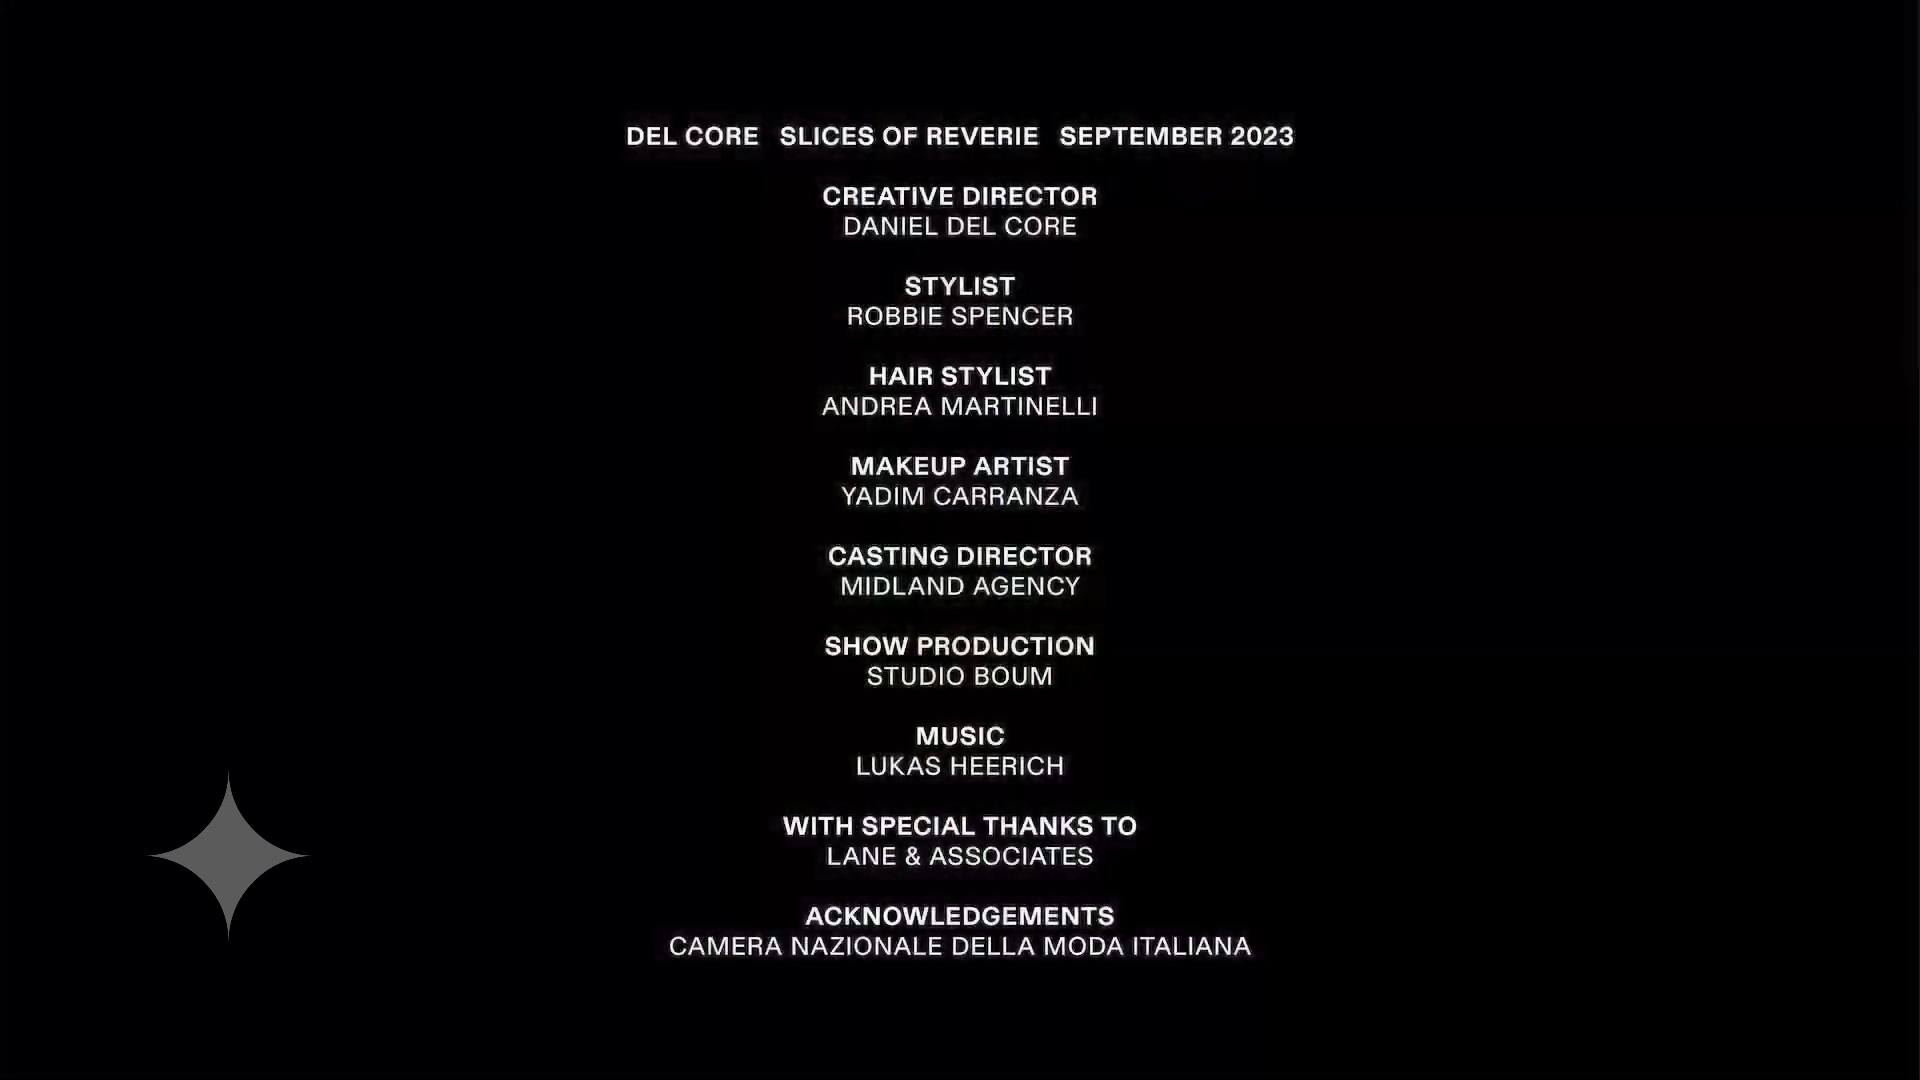 DEL CORE SLICES OF REVERIE SEPTEMBER 2023
CREATIVE DIRECTOR
DANIEL DEL CORE
STYLIST
ROBBIE SPENCER
HAIR STYLIST
ANDREA MARTINELLI
MAKEUP ARTIST
YADIM CARRANZA
CASTING DIRECTOR
MIDLAND AGENCY
SHOW PRODUCTION
STUDIO BOUM
MUSIC
LUKAS HEERICH
WITH SPECIAL THANKS TO
LANE & ASSOCIATES
ACKNOWLEDGEMENTS
CAMERA NAZIONALE DELLA MODA ITALIANA